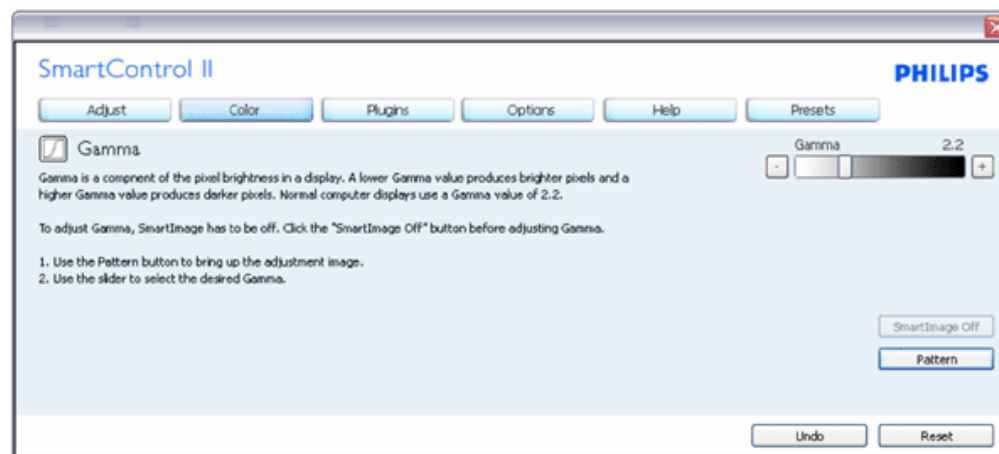 SmartControl II
PHILIPS
Adjust Color Plugins Options Help Presets
Gamma
Gamma 2.2
- +
Gamma is a compnent of the pixel brightness in a display. A lower Gamma value produces brighter pixels and a
higher Gamma value produces darker pixels. Normal computer displays use a Gamma value of 2.2.
To adjust Gamma, SmartImage has to be off. Click the "SmartImage Off" button before adjusting Gamma.
1. Use the Pattern button to bring up the adjustment image.
2. Use the slider to select the desired Gamma.
SmartImage Off
Pattern
Undo Reset